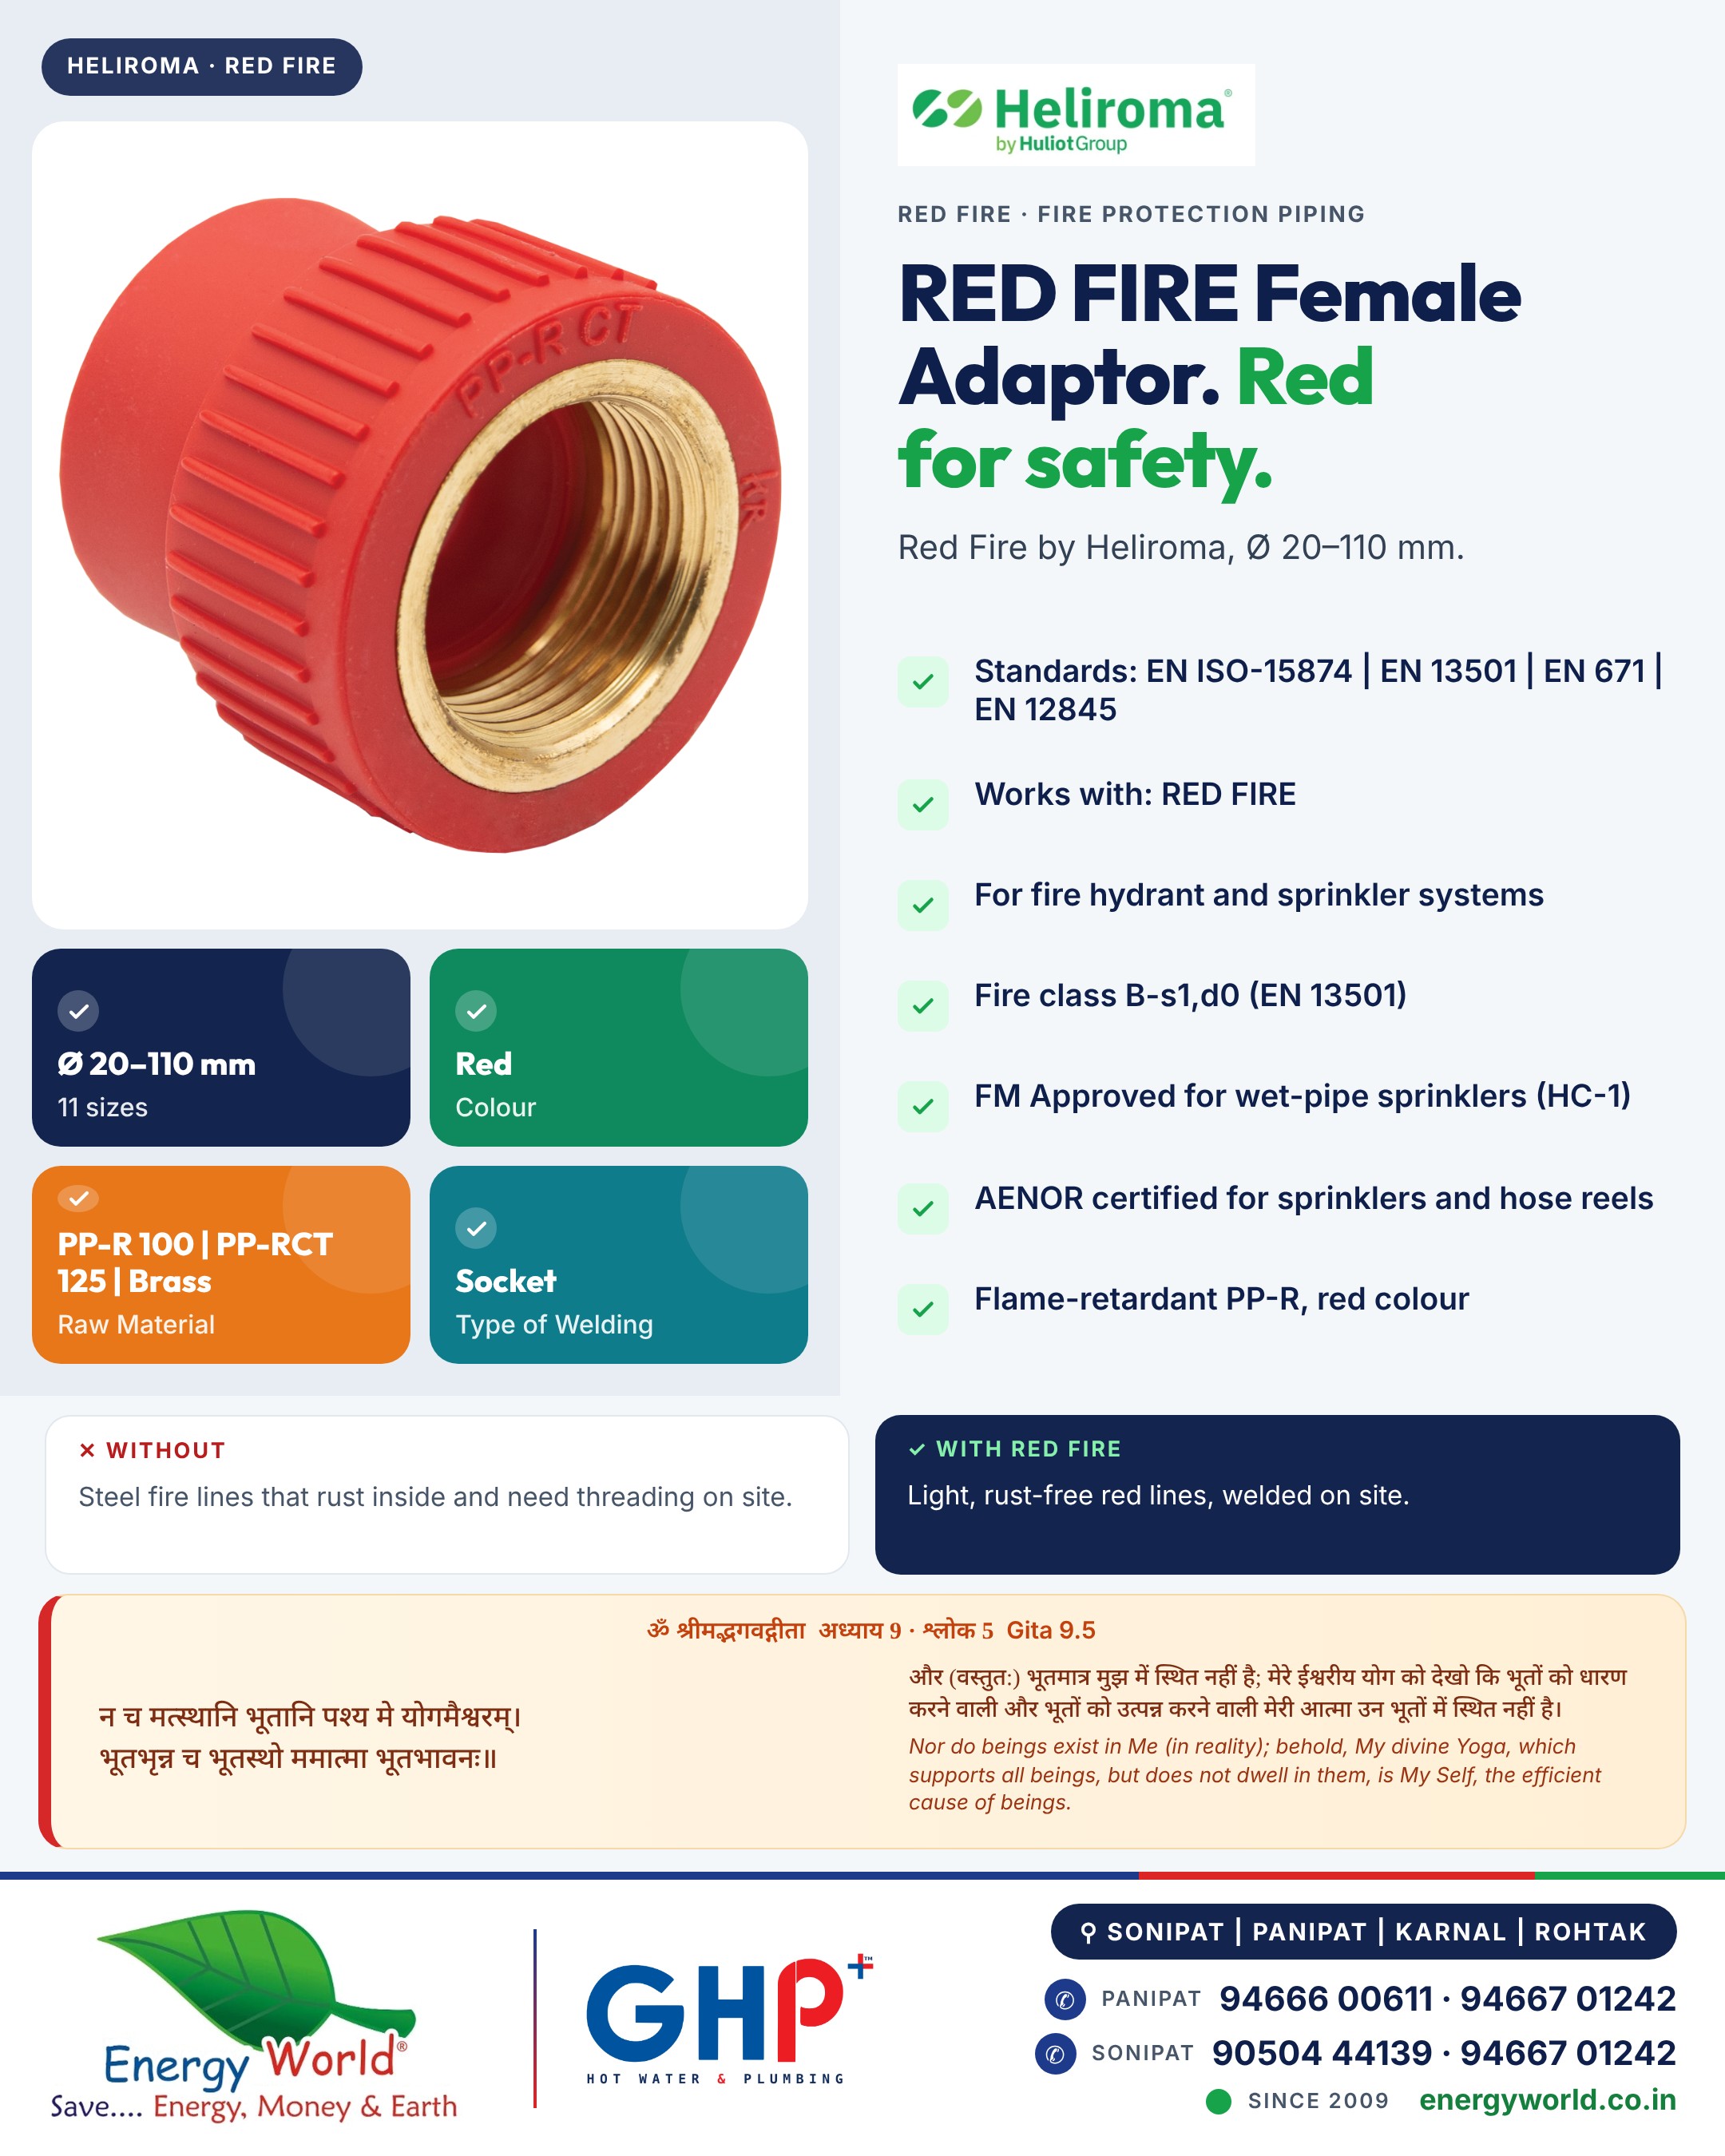 HELIROMA · RED FIRE
PP-R CT
KR
Heliroma®
by Huliot Group
RED FIRE · FIRE PROTECTION PIPING
RED FIRE Female
Adaptor. Red
for safety.
Red Fire by Heliroma, Ø 20–110 mm.
Standards: EN ISO-15874 | EN 13501 | EN 671 |
EN 12845
Works with: RED FIRE
For fire hydrant and sprinkler systems
Fire class B-s1,d0 (EN 13501)
FM Approved for wet-pipe sprinklers (HC-1)
AENOR certified for sprinklers and hose reels
Flame-retardant PP-R, red colour
Ø 20–110 mm
11 sizes
Red
Colour
PP-R 100 | PP-RCT
125 | Brass
Raw Material
Socket
Type of Welding
× WITHOUT
Steel fire lines that rust inside and need threading on site.
✓ WITH RED FIRE
Light, rust-free red lines, welded on site.
ॐ श्रीमद्भगवद्गीता अध्याय 9 · श्लोक 5 Gita 9.5
न च मत्स्थानि भूतानि पश्य मे योगमैश्वरम्।
भूतभृन्न च भूतस्थो ममात्मा भूतभावनः॥
और (वस्तुत:) भूतमात्र मुझ में स्थित नहीं है; मेरे ईश्वरीय योग को देखो कि भूतों को धारण
करने वाली और भूतों को उत्पन्न करने वाली मेरी आत्मा उन भूतों में स्थित नहीं है।
Nor do beings exist in Me (in reality); behold, My divine Yoga, which
supports all beings, but does not dwell in them, is My Self, the efficient
cause of beings.
Energy World®
Save.... Energy, Money & Earth
GHP+™
HOT WATER & PLUMBING
SONIPAT | PANIPAT | KARNAL | ROHTAK
PANIPAT 94666 00611 · 94667 01242
SONIPAT 90504 44139 · 94667 01242
SINCE 2009 energyworld.co.in